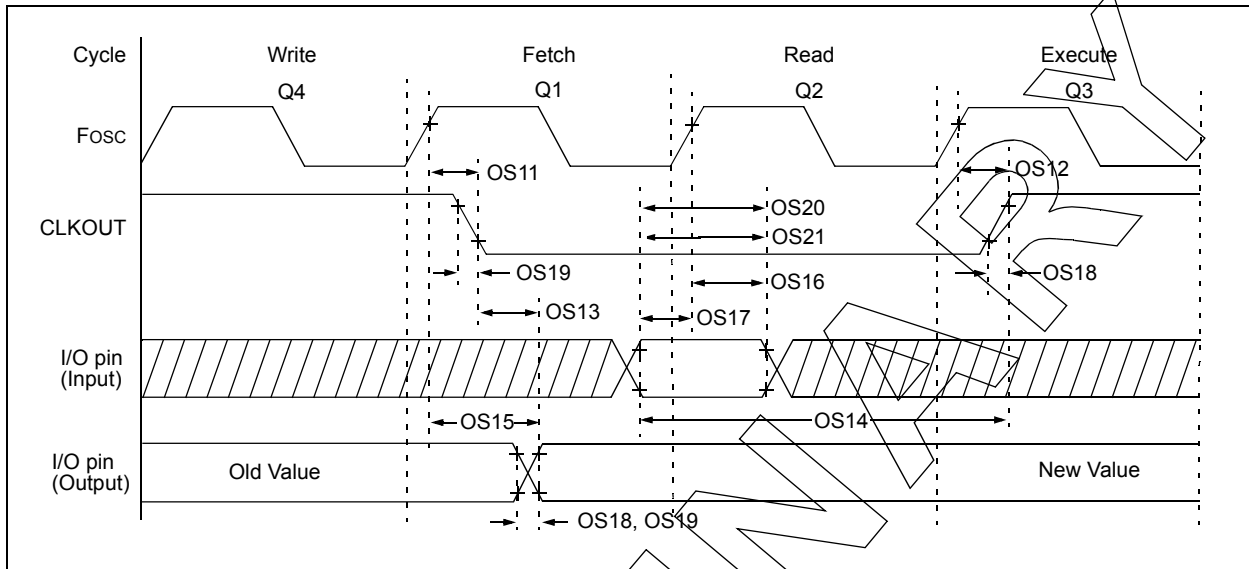 Cycle Write Fetch Read Execute
Q4 Q1 Q2 Q3
FOSC
OS11 OS12
CLKOUT
OS20
OS21
OS19 OS16 OS18
OS13 OS17
I/O pin
(Input)
OS15 OS14
I/O pin
(Output)
Old Value New Value
OS18, OS19